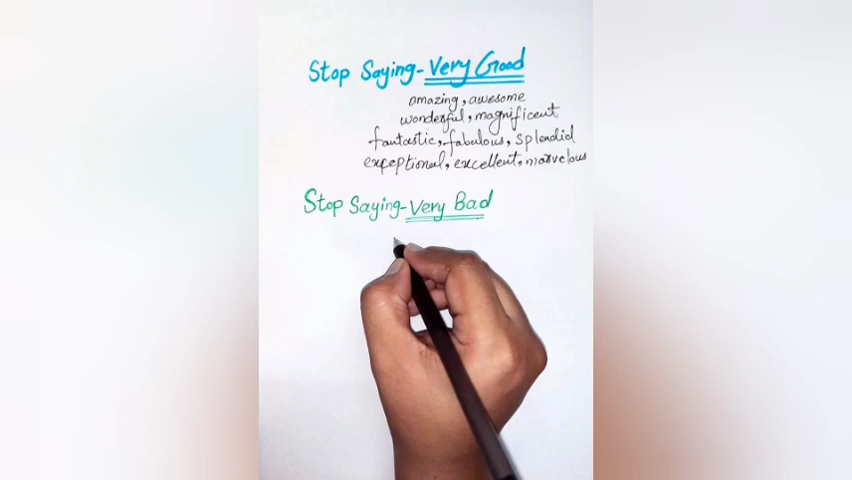 Stop Saying-Very Good
amazing, awesome
wonderful, magnificent
fantastic, fabulous, splendid
exceptional, excellent, marvelous
Stop Saying-Very Bad